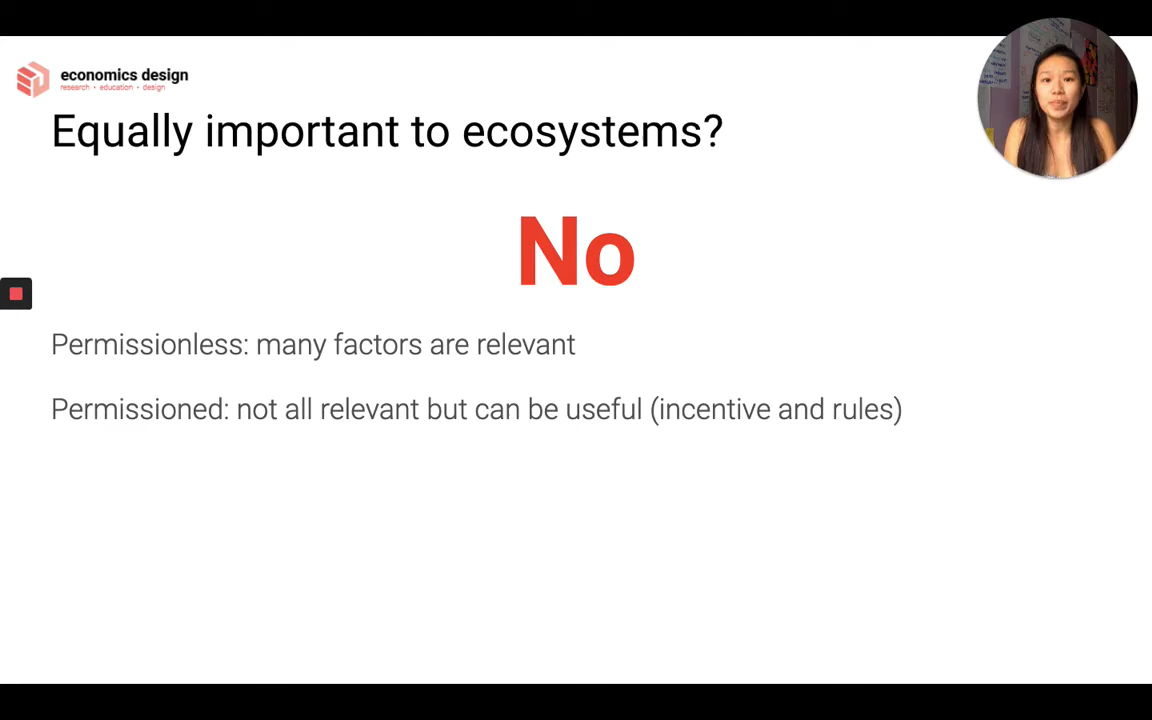 economics design
research • education • design
Equally important to ecosystems?
No
Permissionless: many factors are relevant
Permissioned: not all relevant but can be useful (incentive and rules)